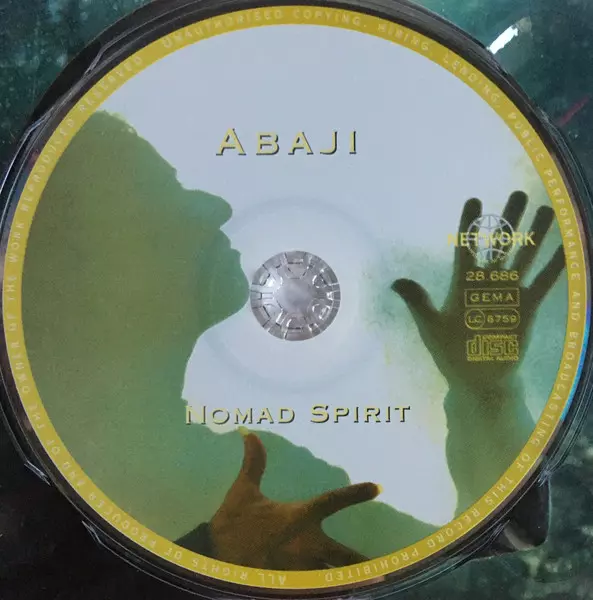 ABAJI
NETWORK
28.686
GEMA
LC 6759
COMPACT
disc
DIGITAL AUDIO
NOMAD SPIRIT
ALL RIGHTS OF PRODUCER AND OF THE OWNER OF THE WORK REPRODUCED RESERVED. UNAUTHORISED COPYING, HIRING, LENDING, PUBLIC PERFORMANCE AND BROADCASTING OF THIS RECORD PROHIBITED.